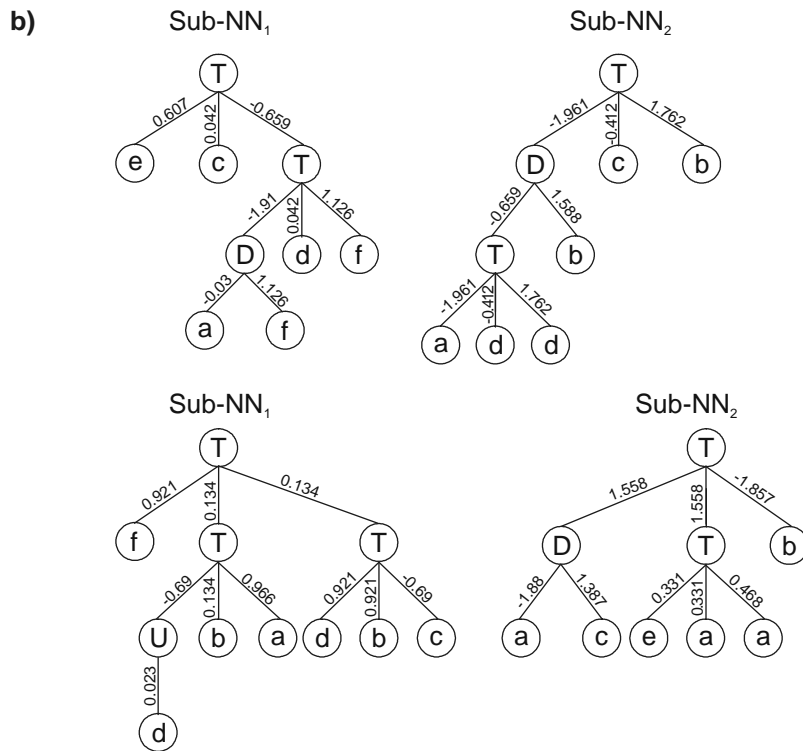 b)
Sub-NN₁ Sub-NN₂
T T
0.607 0.042 -0.659 -1.961 -0.412 1.762
e c T D c b
-1.91 0.042 1.126 -0.659 1.588
D d f T b
-0.03 1.126 -1.961 -0.412 1.762
a f a d d
Sub-NN₁ Sub-NN₂
T T
0.921 0.134 0.134 1.558 1.558 -1.857
f T T D T b
-0.69 0.134 0.966 0.921 0.921 -0.69 -1.88 1.387 0.331 0.331 0.468
U b a d b c a c e a a
0.023
d